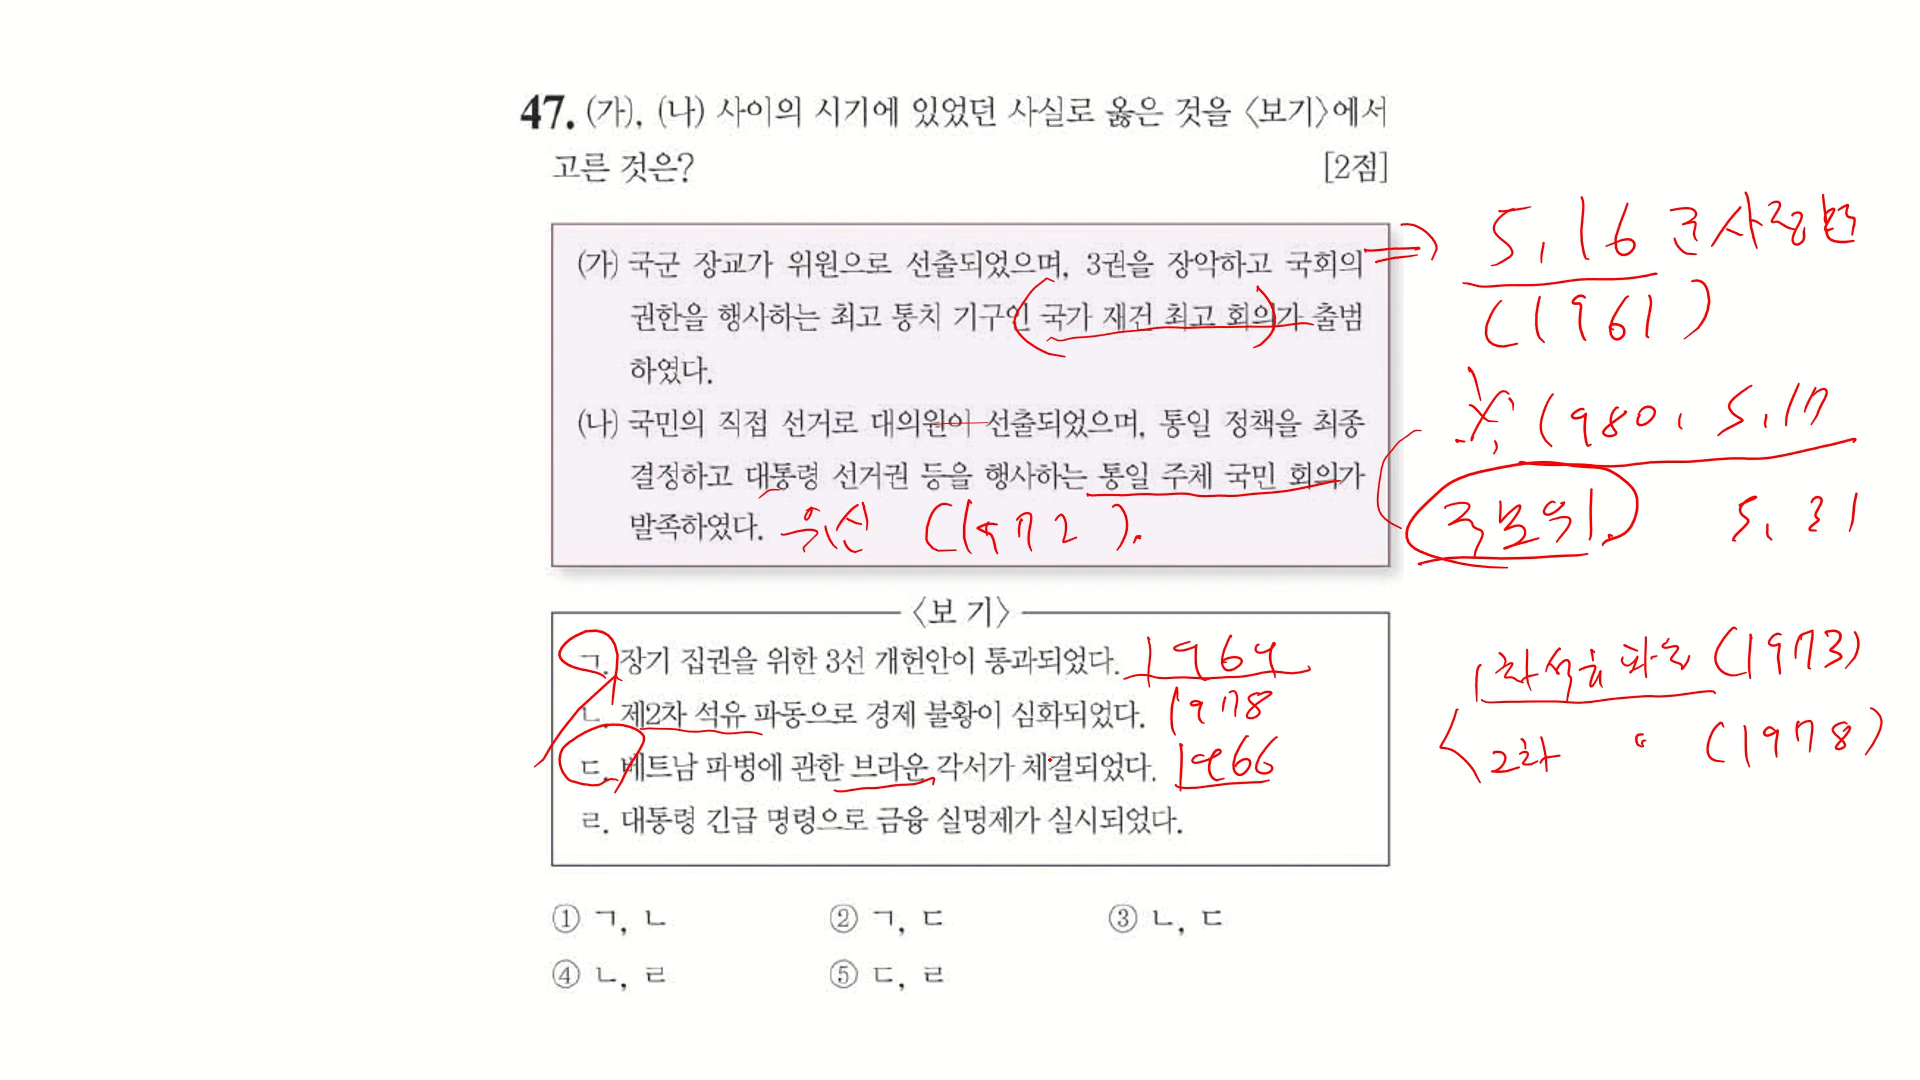 47. (가), (나) 사이의 시기에 있었던 사실로 옳은 것을 〈보기〉에서
고른 것은? [2점]
(가) 국군 장교가 위원으로 선출되었으며, 3권을 장악하고 국회의
권한을 행사하는 최고 통치 기구인 국가 재건 최고 회의가 출범
하였다.
(나) 국민의 직접 선거로 대의원이 선출되었으며, 통일 정책을 최종
결정하고 대통령 선거권 등을 행사하는 통일 주체 국민 회의가
발족하였다. 유신 (1972).
5.16 군사정변
(1961)
1980. 5.17
국보위. 5.31
〈보 기〉
ㄱ. 장기 집권을 위한 3선 개헌안이 통과되었다. 1969
ㄴ. 제2차 석유 파동으로 경제 불황이 심화되었다. 1978
ㄷ. 베트남 파병에 관한 브라운 각서가 체결되었다. 1966
ㄹ. 대통령 긴급 명령으로 금융 실명제가 실시되었다.
1차 석유 파동 (1973)
2차 〃 (1978)
① ㄱ, ㄴ ② ㄱ, ㄷ ③ ㄴ, ㄷ
④ ㄴ, ㄹ ⑤ ㄷ, ㄹ